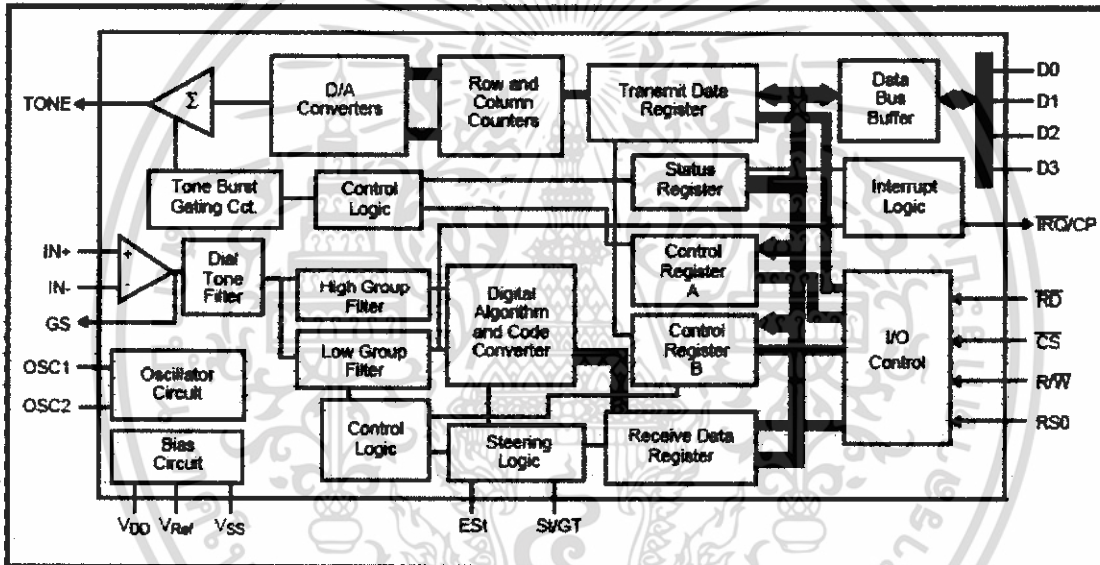 TONE
Σ
D/A
Converters
Row and
Column
Counters
Transmit Data
Register
Data
Bus
Buffer
D0
D1
D2
D3
Tone Burst
Gating Cct.
Control
Logic
Status
Register
Interrupt
Logic
I̅R̅Q̅/CP
IN+
IN-
GS
OSC1
OSC2
+
-
Dial
Tone
Filter
High Group
Filter
Low Group
Filter
Digital
Algorithm
and Code
Converter
Control
Register
A
Control
Register
B
I/O
Control
R̅D̅
C̅S̅
R/W̅
RS0
Oscillator
Circuit
Bias
Circuit
Control
Logic
Steering
Logic
Receive Data
Register
VDD
VRef
VSS
ESt
St/GT